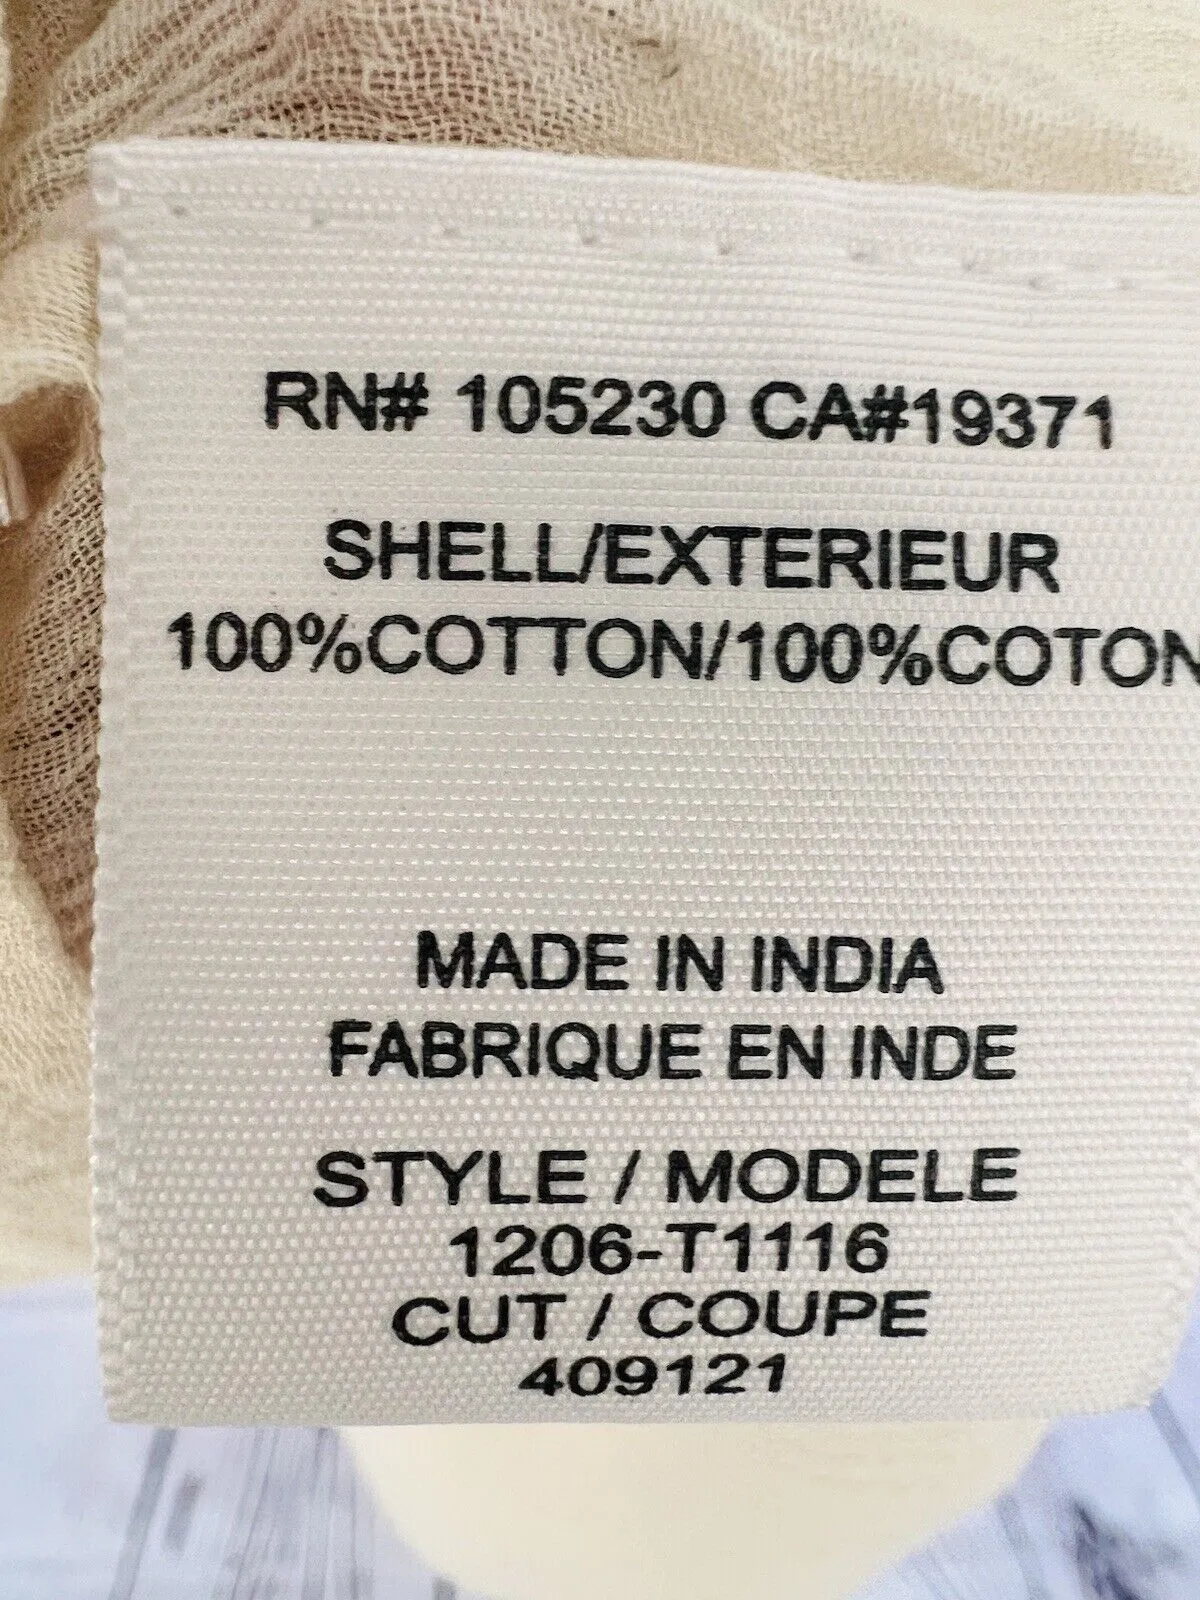 RN# 105230 CA#19371
SHELL/EXTERIEUR
100%COTTON/100%COTON
MADE IN INDIA
FABRIQUE EN INDE
STYLE / MODELE
1206-T1116
CUT / COUPE
409121